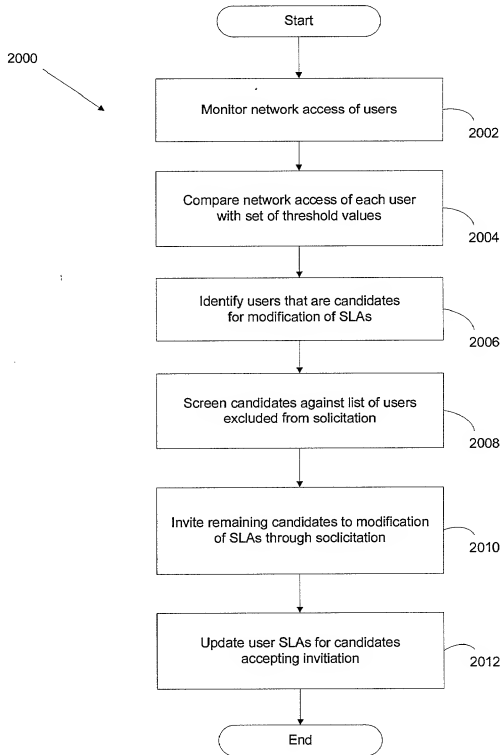 Start
2000
Monitor network access of users
2002
Compare network access of each user
with set of threshold values
2004
Identify users that are candidates
for modification of SLAs
2006
Screen candidates against list of users
excluded from solicitation
2008
Invite remaining candidates to modification
of SLAs through soclicitation
2010
Update user SLAs for candidates
accepting invitiation
2012
End